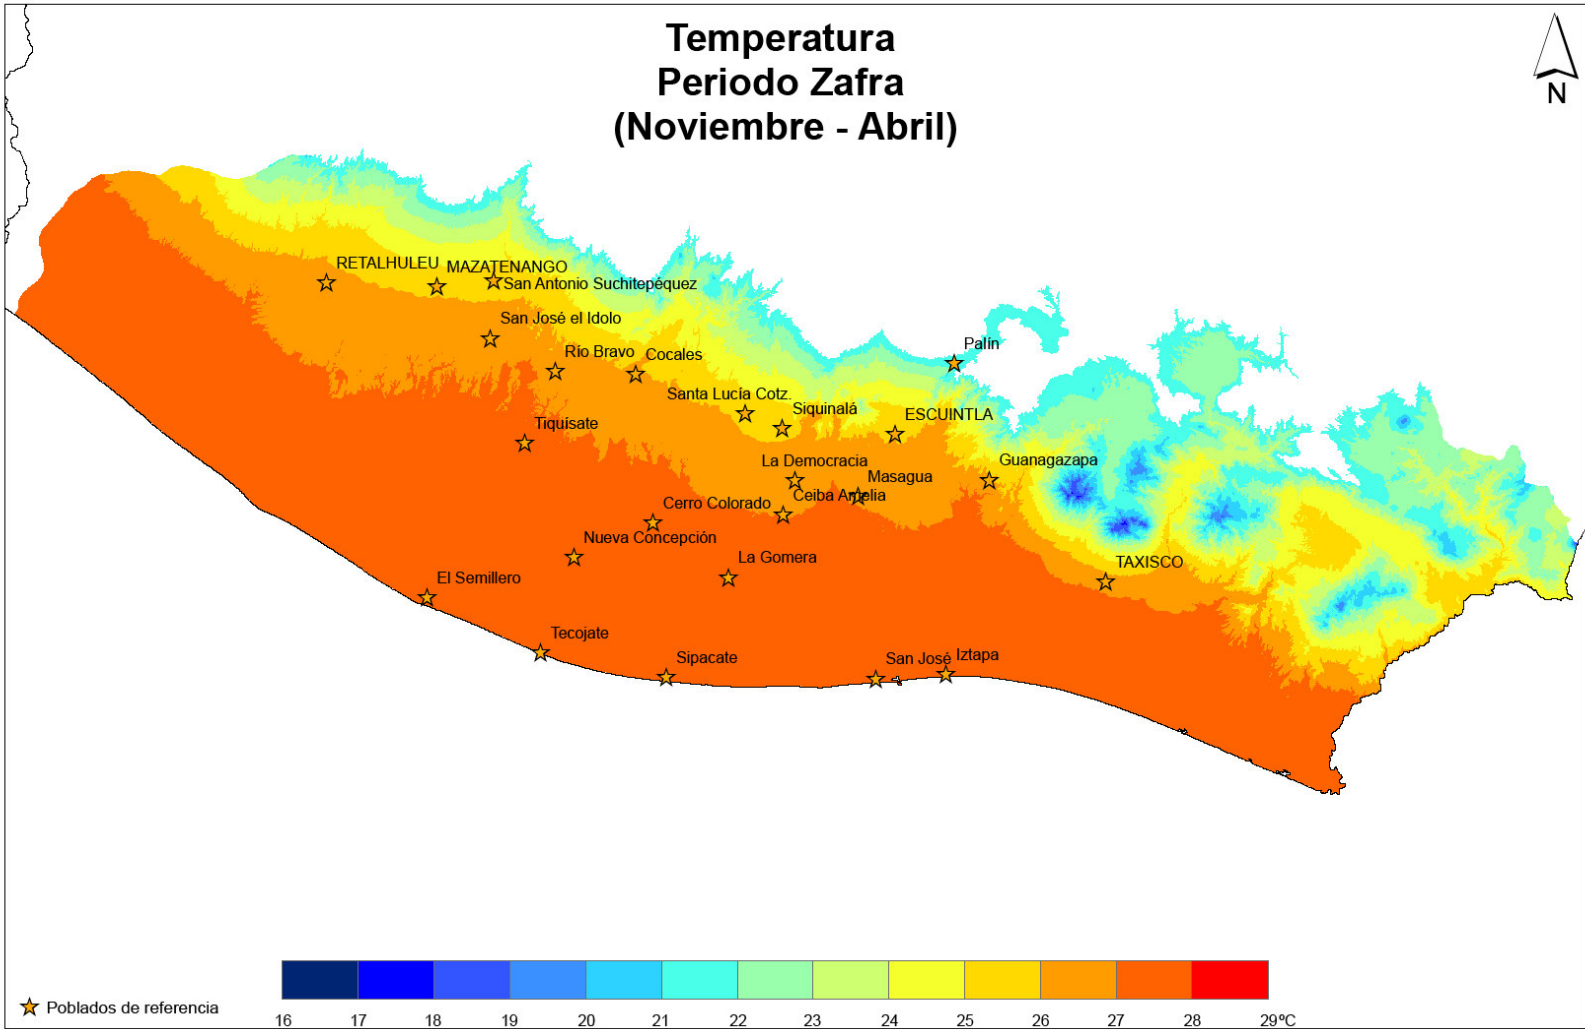 Temperatura
Periodo Zafra
(Noviembre - Abril)
N
RETALHULEU
MAZATENANGO
San Antonio Suchitepéquez
San José el Idolo
Río Bravo
Cocales
Palín
Santa Lucía Cotz.
Siquinalá
ESCUINTLA
Tiquisate
La Democracia
Guanagazapa
Masagua
Ceiba Amelia
Cerro Colorado
Nueva Concepción
La Gomera
TAXISCO
El Semillero
Tecojate
Sipacate
San José
Iztapa
Poblados de referencia
16 17 18 19 20 21 22 23 24 25 26 27 28 29ºC